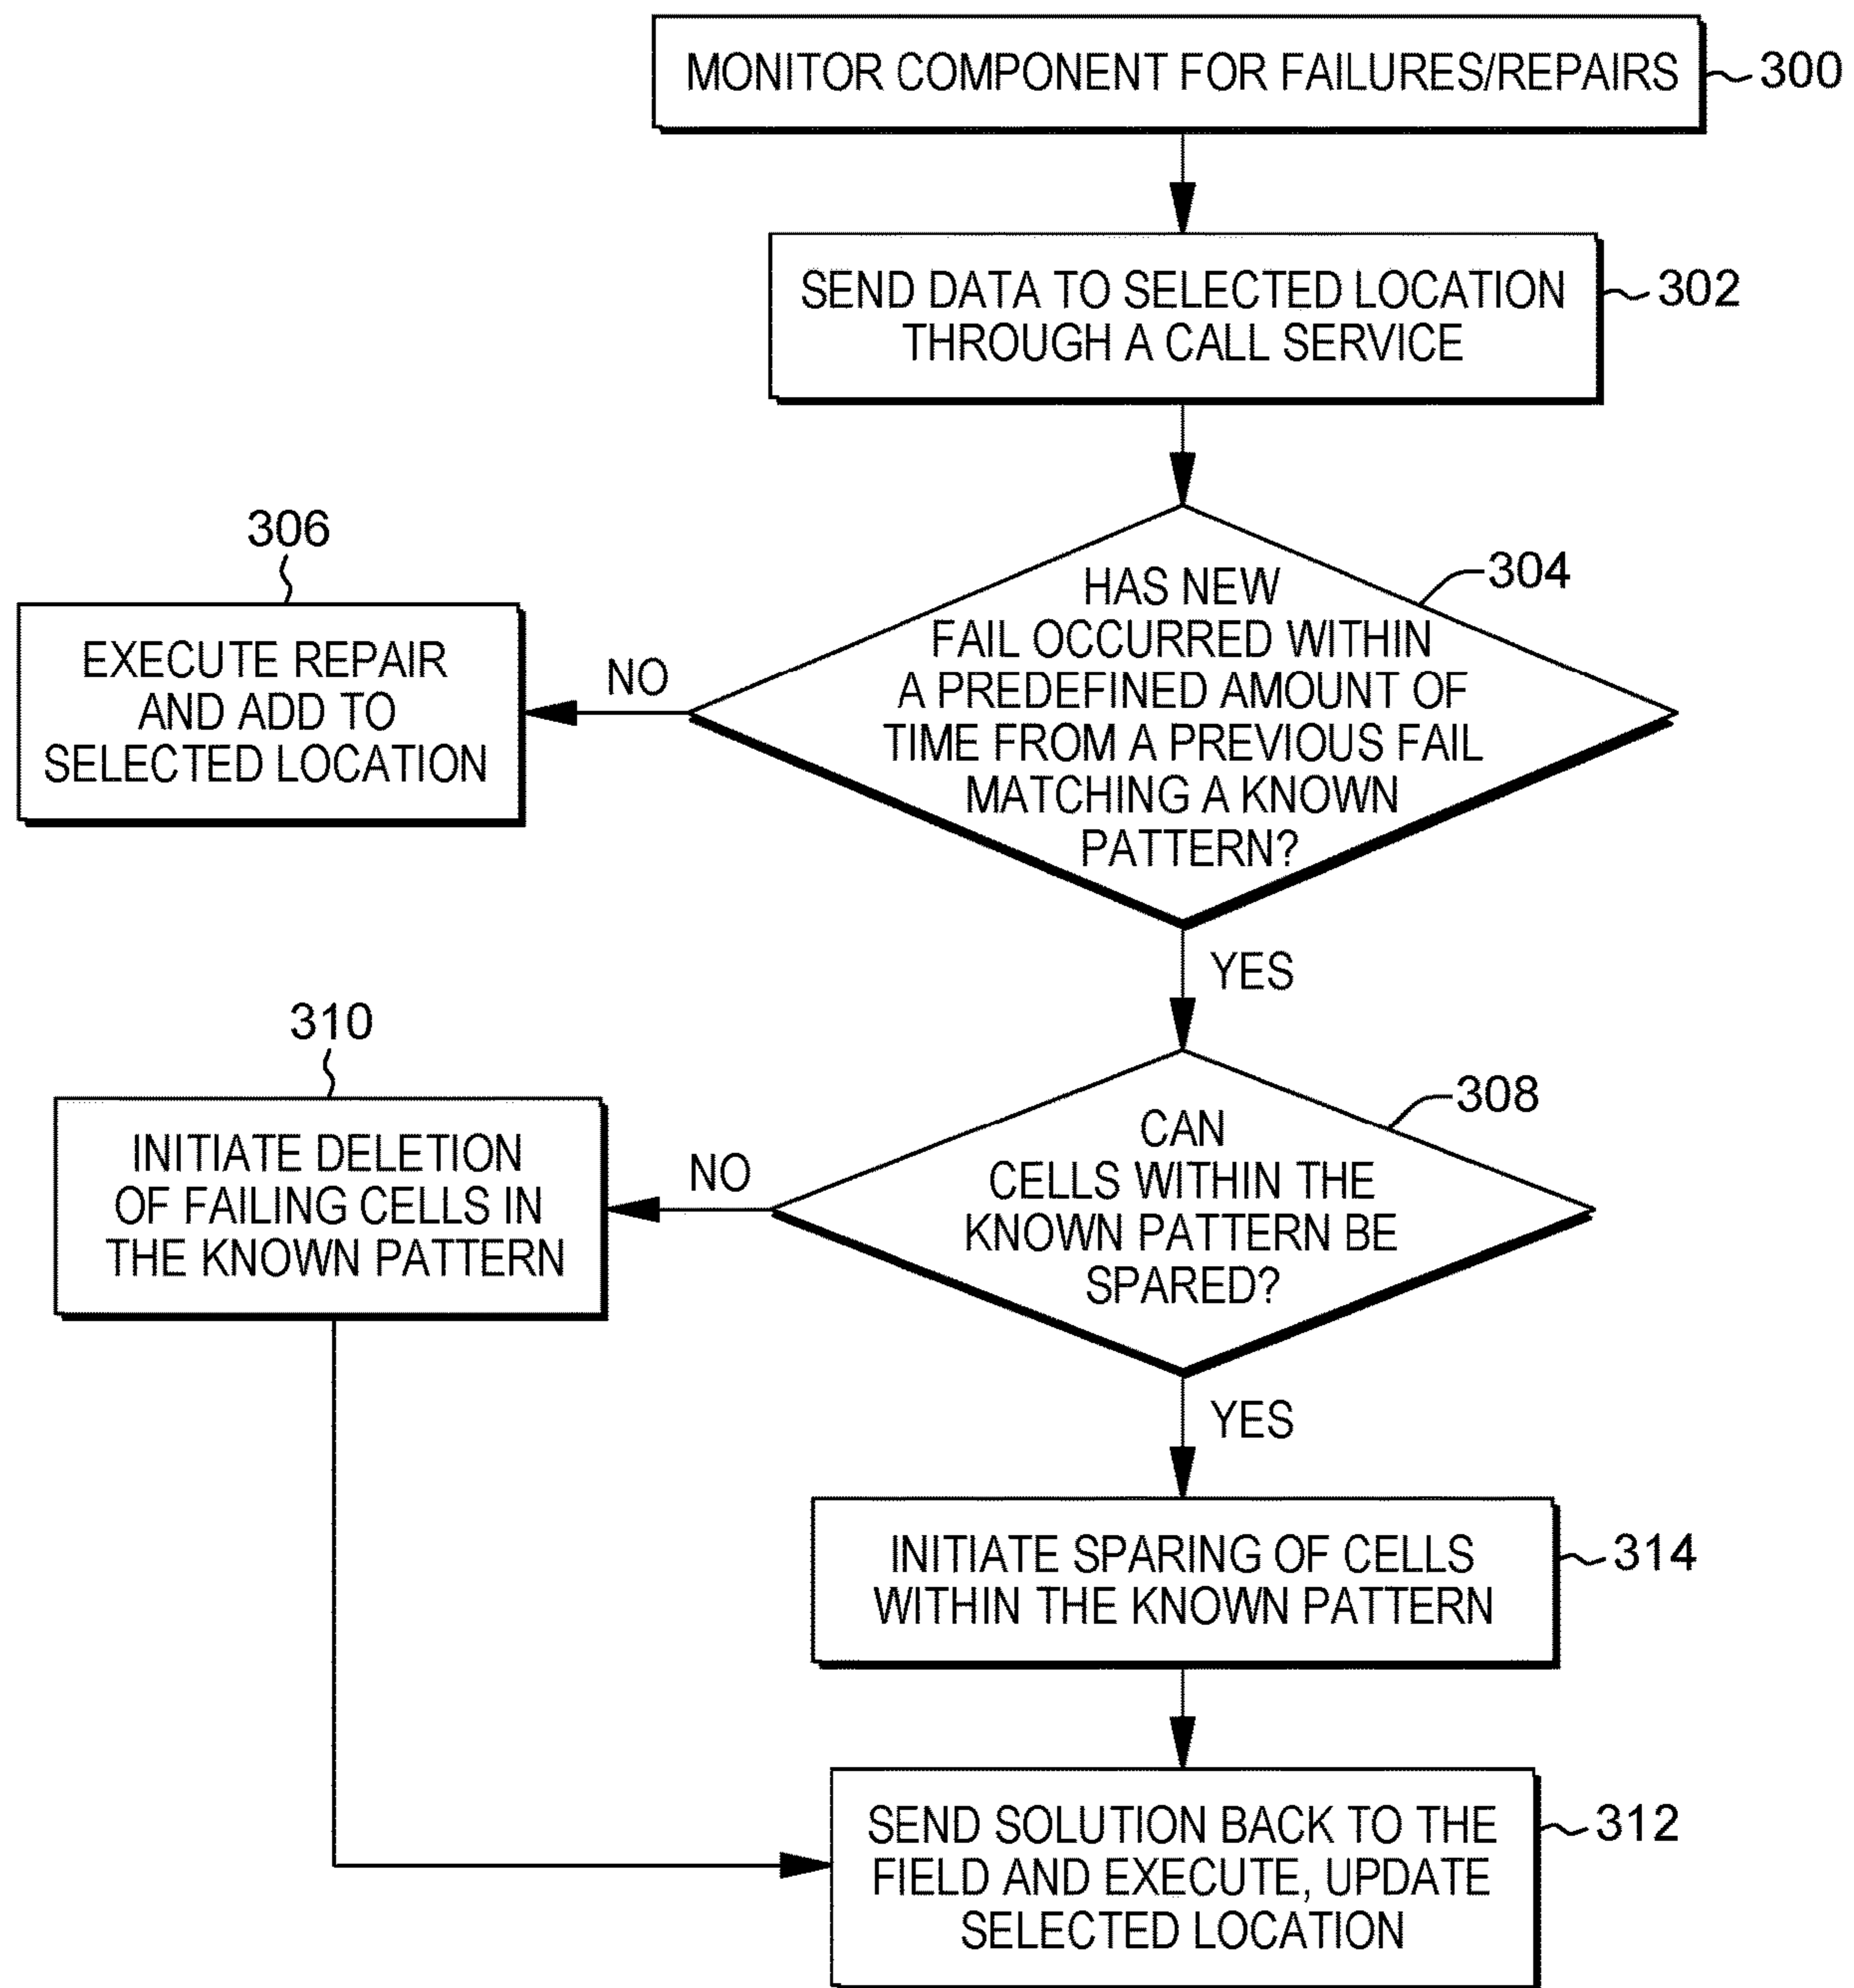 MONITOR COMPONENT FOR FAILURES/REPAIRS
300
SEND DATA TO SELECTED LOCATION
THROUGH A CALL SERVICE
302
HAS NEW
FAIL OCCURRED WITHIN
A PREDEFINED AMOUNT OF
TIME FROM A PREVIOUS FAIL
MATCHING A KNOWN
PATTERN?
304
NO
306
EXECUTE REPAIR
AND ADD TO
SELECTED LOCATION
YES
CAN
CELLS WITHIN THE
KNOWN PATTERN BE
SPARED?
308
NO
310
INITIATE DELETION
OF FAILING CELLS IN
THE KNOWN PATTERN
YES
INITIATE SPARING OF CELLS
WITHIN THE KNOWN PATTERN
314
SEND SOLUTION BACK TO THE
FIELD AND EXECUTE, UPDATE
SELECTED LOCATION
312